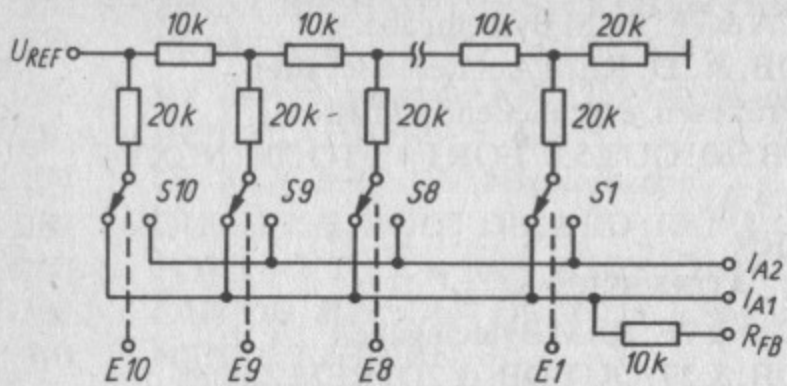 10k 10k 10k 20k
U_REF
20k 20k 20k 20k
S10 S9 S8 S1
I_A2
I_A1
R_FB
10k
E10 E9 E8 E1